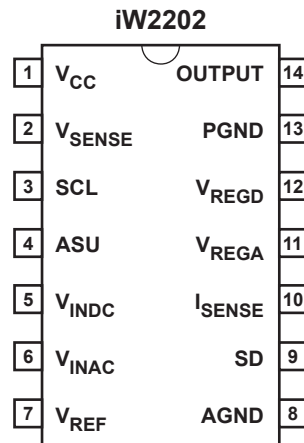 iW2202
1 VCC OUTPUT 14
2 VSENSE PGND 13
3 SCL VREGD 12
4 ASU VREGA 11
5 VINDC ISENSE 10
6 VINAC SD 9
7 VREF AGND 8